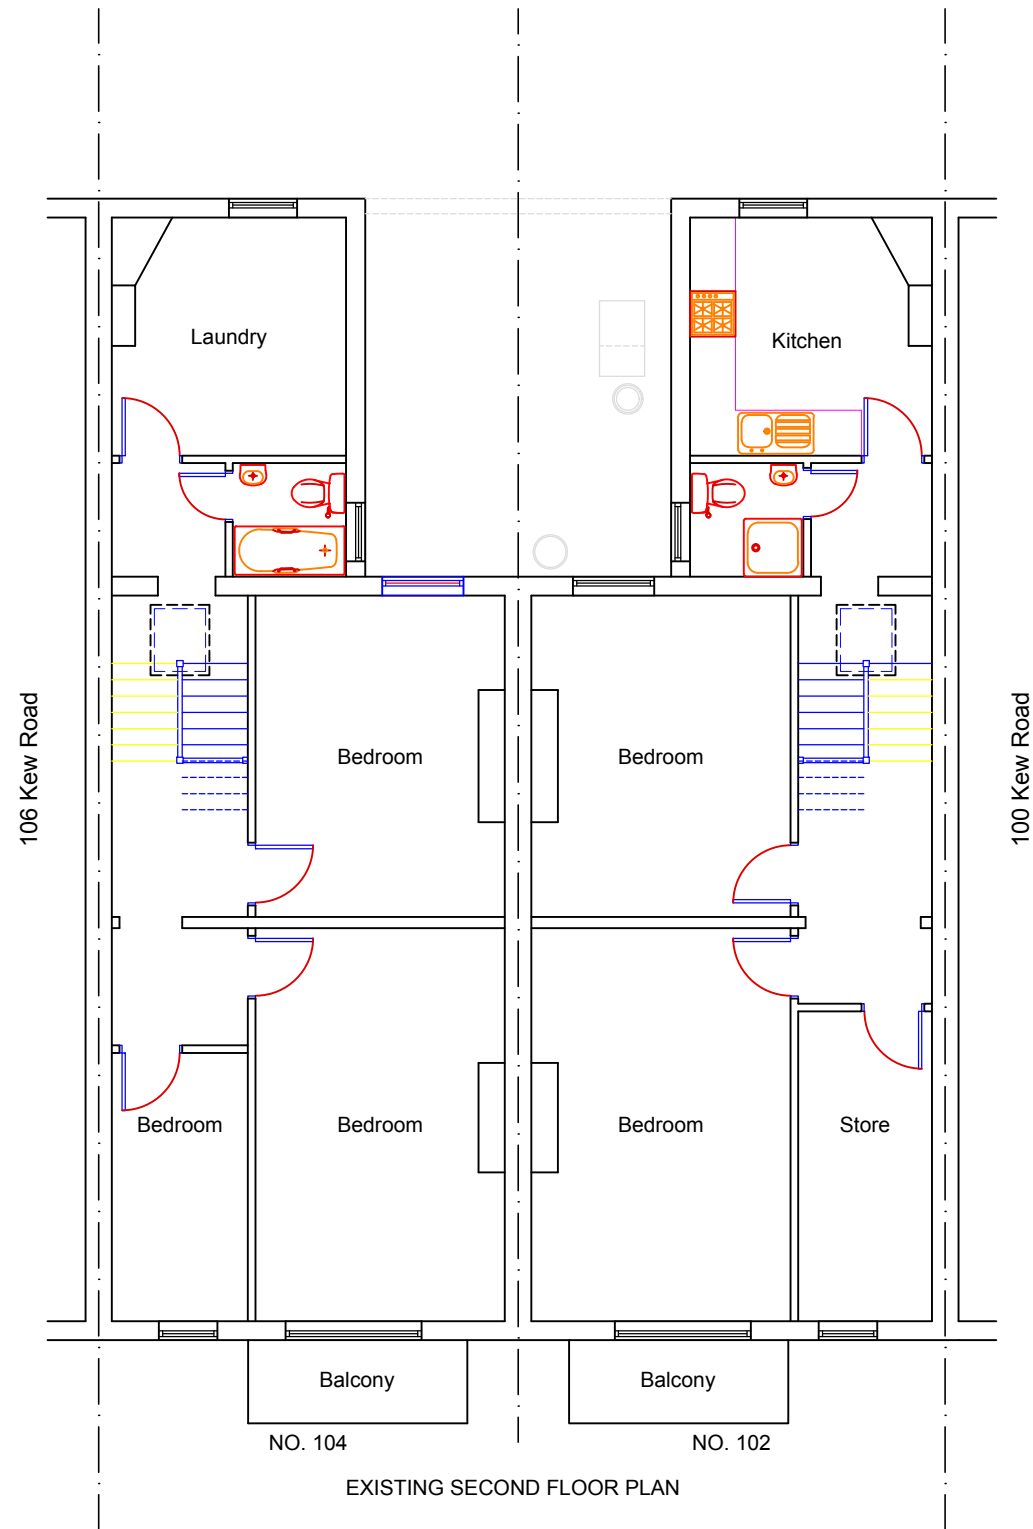 Laundry
Kitchen
106 Kew Road
Bedroom
Bedroom
100 Kew Road
Bedroom
Bedroom
Bedroom
Store
Balcony
Balcony
NO. 104
NO. 102
EXISTING SECOND FLOOR PLAN